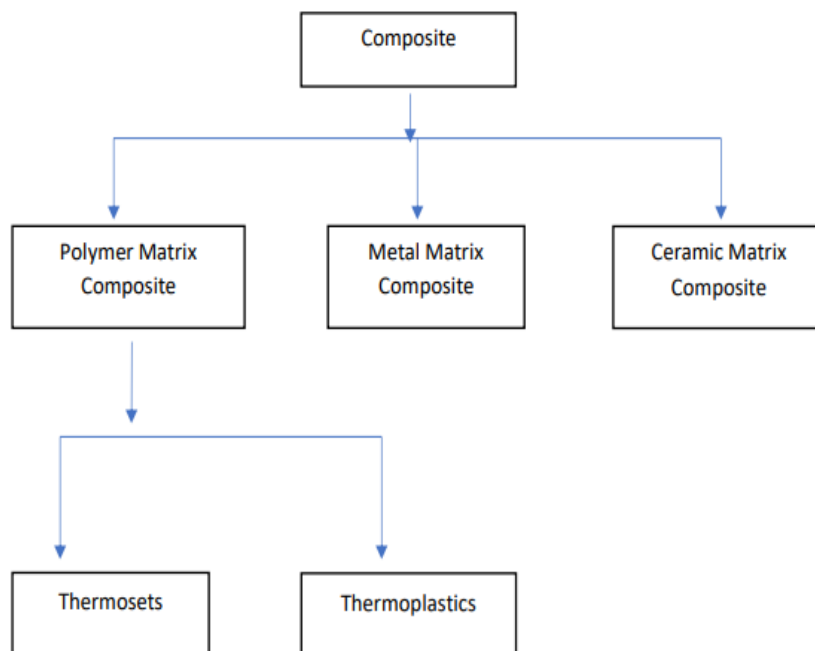 Composite
Polymer Matrix
Composite
Metal Matrix
Composite
Ceramic Matrix
Composite
Thermosets
Thermoplastics